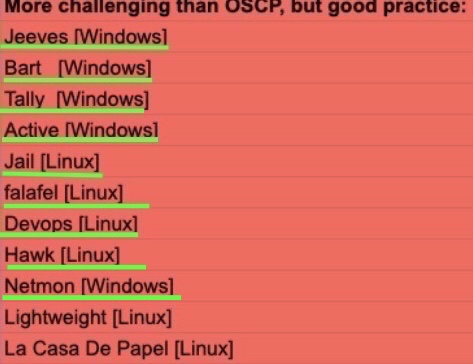 More challenging than OSCP, but good practice:
Jeeves [Windows]
Bart [Windows]
Tally [Windows]
Active [Windows]
Jail [Linux]
falafel [Linux]
Devops [Linux]
Hawk [Linux]
Netmon [Windows]
Lightweight [Linux]
La Casa De Papel [Linux]